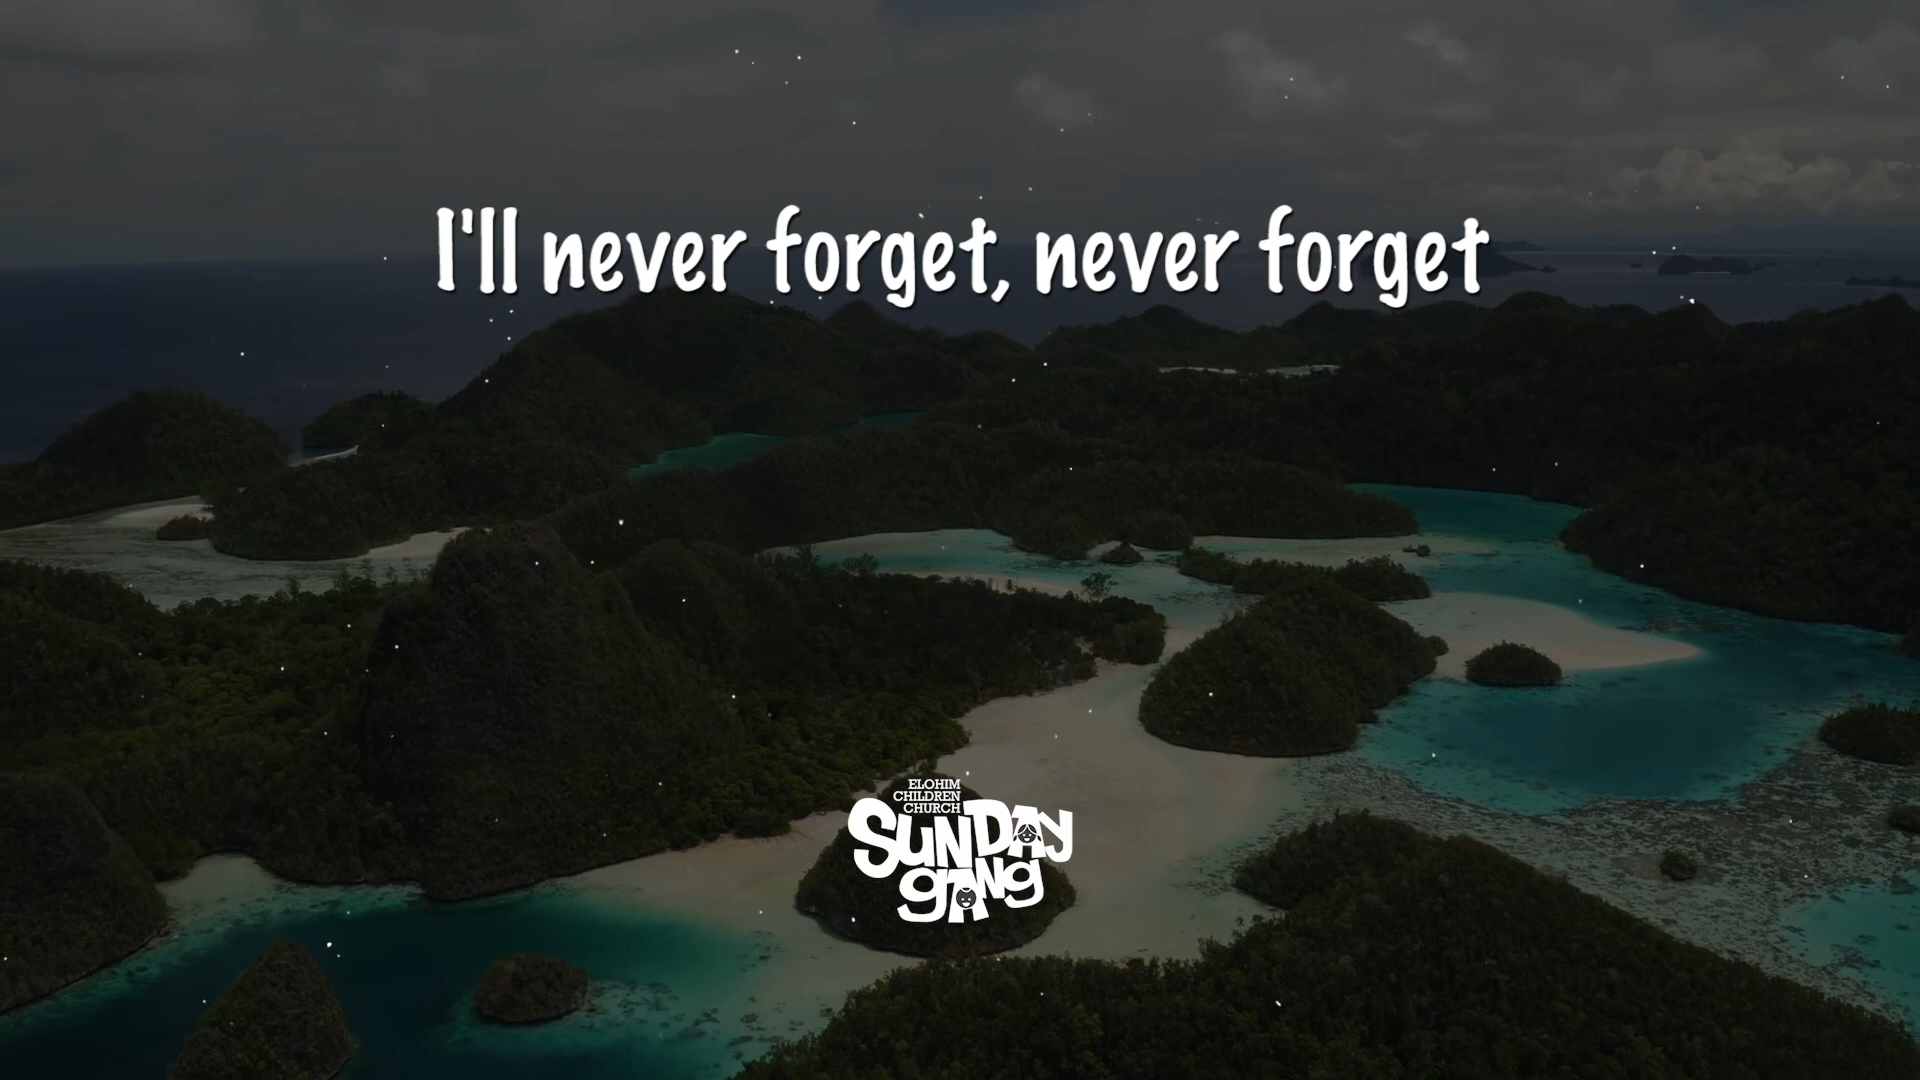 I'll never forget, never forget
ELOHIM
CHILDREN
CHURCH
SUNDAY
gANg